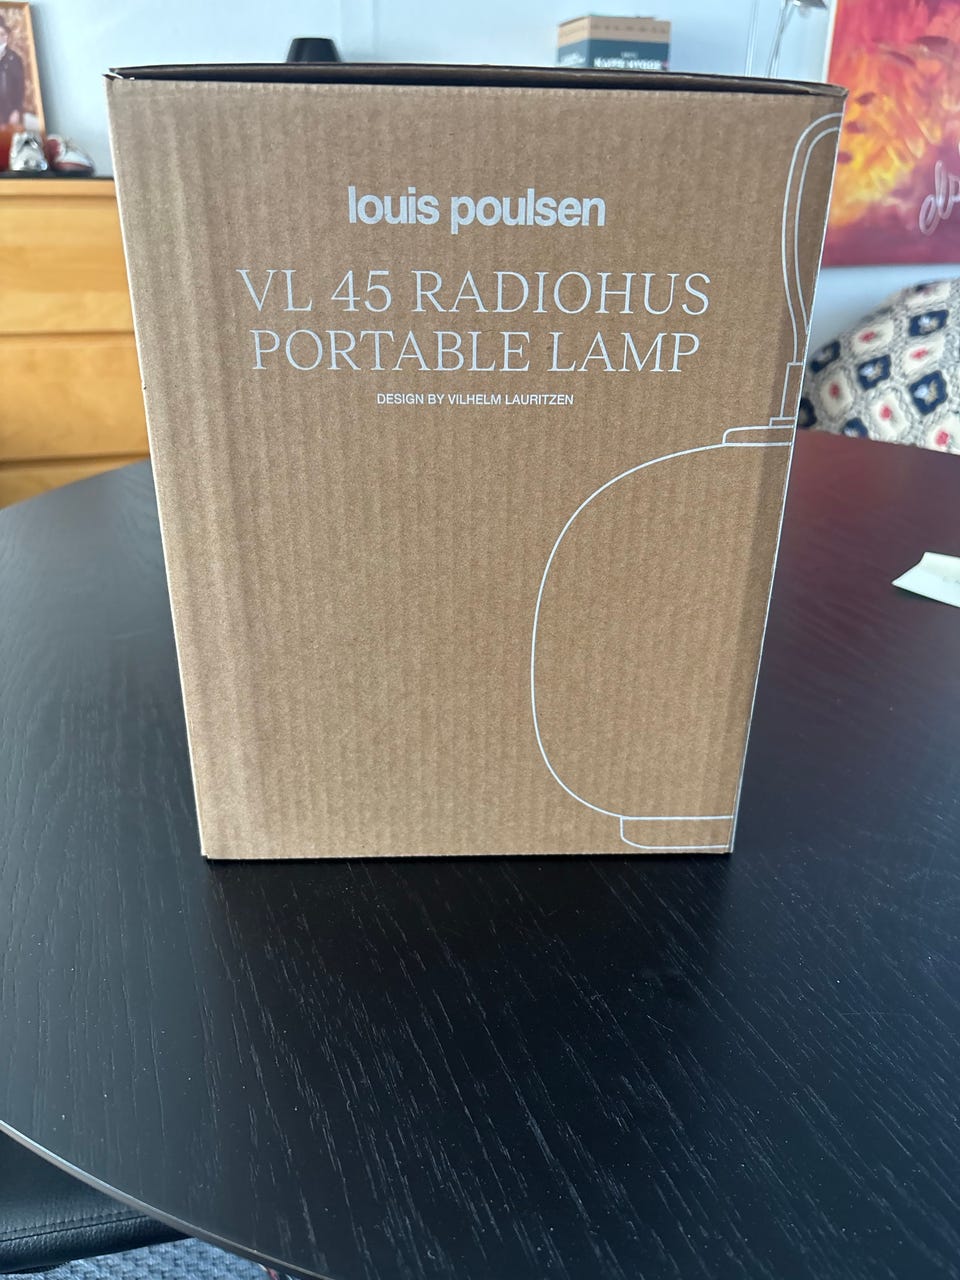 louis poulsen
VL 45 RADIOHUS
PORTABLE LAMP
DESIGN BY VILHELM LAURITZEN